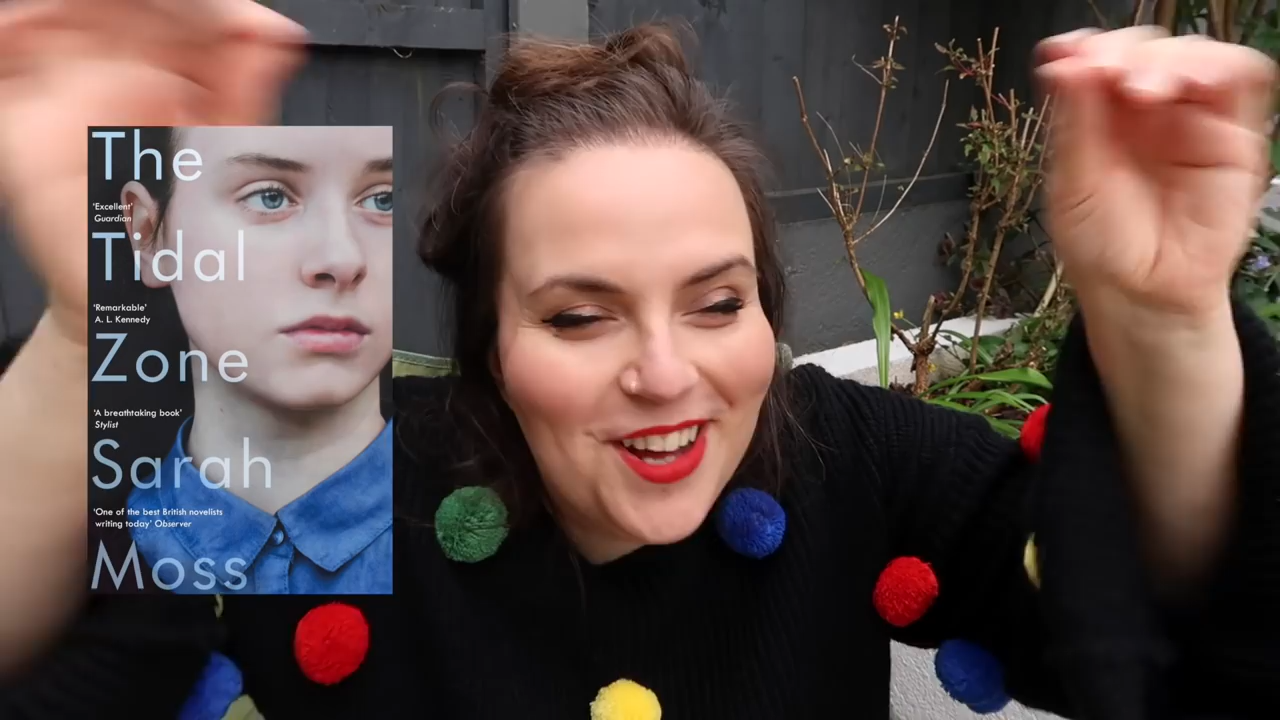 The
'Excellent'
Guardian
Tidal
'Remarkable'
A. L. Kennedy
Zone
'A breathtaking book'
Stylist
Sarah
'One of the best British novelists
writing today' Observer
Moss